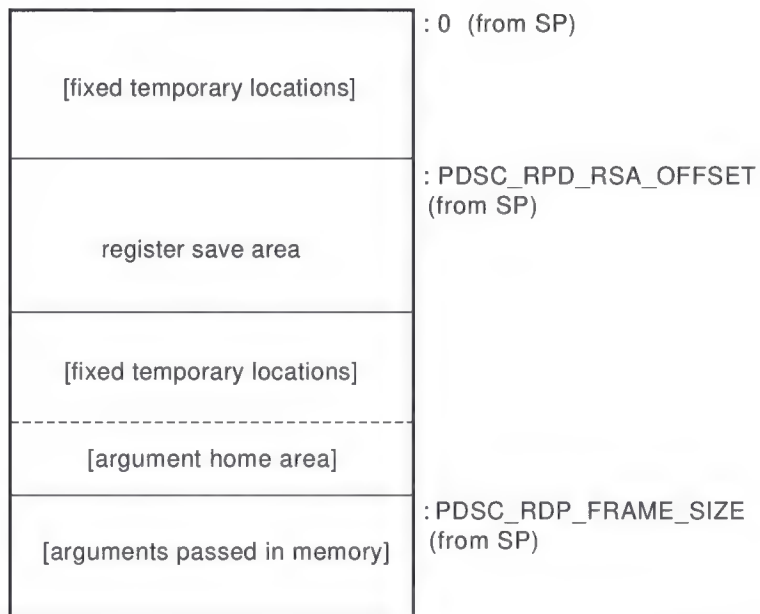 : 0 (from SP)
[fixed temporary locations]
: PDSC_RPD_RSA_OFFSET
(from SP)
register save area
[fixed temporary locations]
[argument home area]
: PDSC_RDP_FRAME_SIZE
(from SP)
[arguments passed in memory]